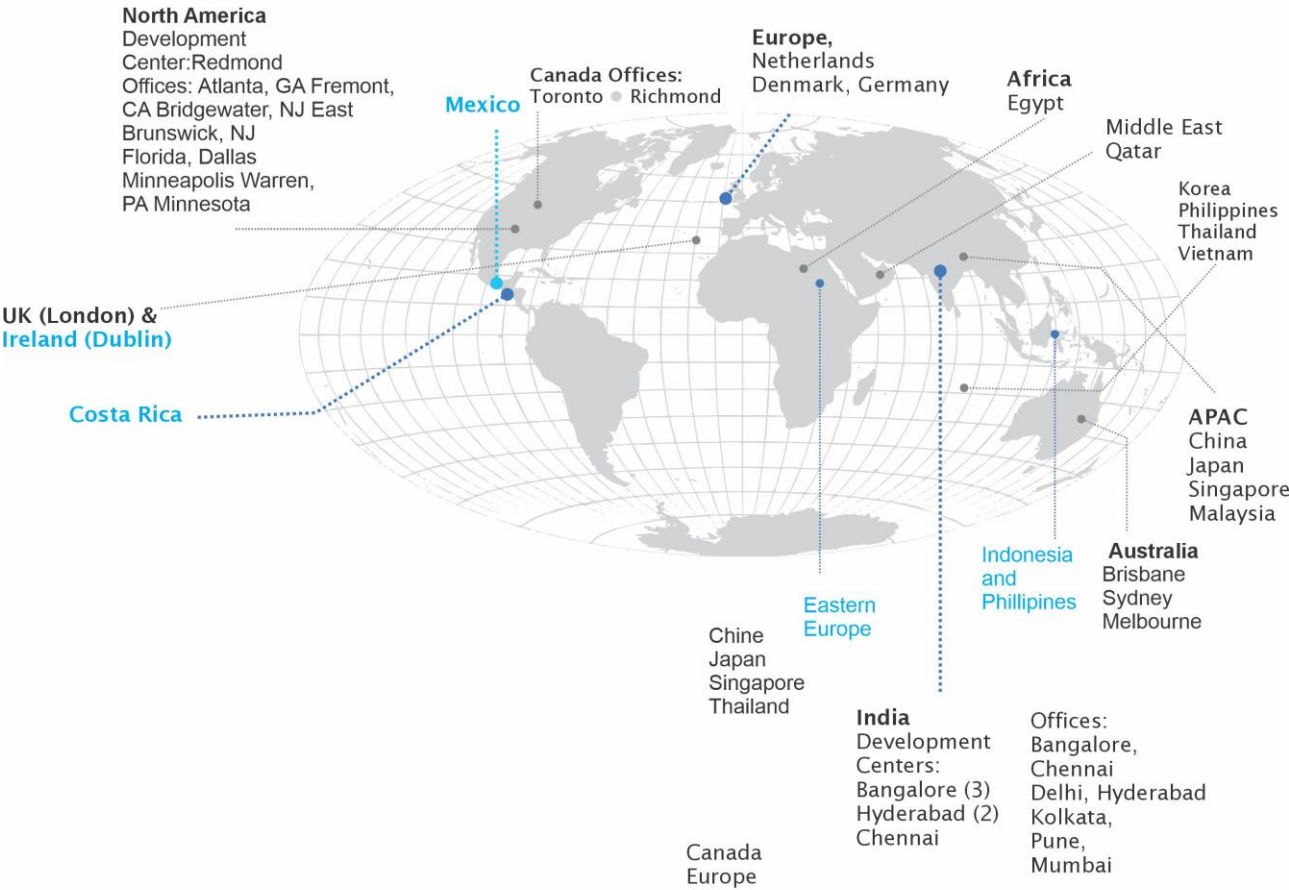 North America
Development
Center:Redmond
Offices: Atlanta, GA Fremont,
CA Bridgewater, NJ East
Brunswick, NJ
Florida, Dallas
Minneapolis Warren,
PA Minnesota
Mexico
Canada Offices:
Toronto Richmond
Europe,
Netherlands
Denmark, Germany
Africa
Egypt
Middle East
Qatar
Korea
Philippines
Thailand
Vietnam
UK (London) &
Ireland (Dublin)
Costa Rica
APAC
China
Japan
Singapore
Malaysia
Indonesia
and
Phillipines
Australia
Brisbane
Sydney
Melbourne
Eastern
Europe
Chine
Japan
Singapore
Thailand
India
Development
Centers:
Bangalore (3)
Hyderabad (2)
Chennai
Offices:
Bangalore,
Chennai
Delhi, Hyderabad
Kolkata,
Pune,
Mumbai
Canada
Europe